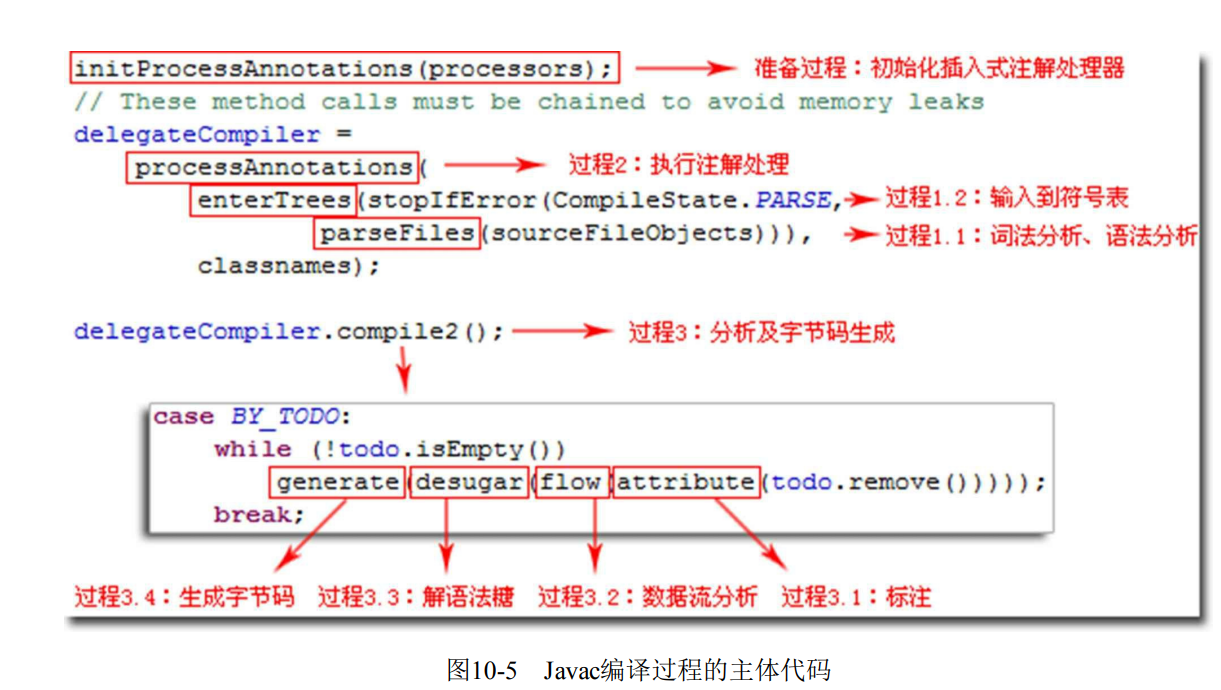 initProcessAnnotations(processors); 准备过程：初始化插入式注解处理器
// These method calls must be chained to avoid memory leaks
delegateCompiler =
processAnnotations( 过程2：执行注解处理
enterTrees(stopIfError(CompileState.PARSE, 过程1.2：输入到符号表
parseFiles(sourceFileObjects))), 过程1.1：词法分析、语法分析
classnames);
delegateCompiler.compile2(); 过程3：分析及字节码生成
case BY_TODO:
while (!todo.isEmpty())
generate(desugar(flow(attribute(todo.remove()))));
break;
过程3.4：生成字节码 过程3.3：解语法糖 过程3.2：数据流分析 过程3.1：标注
图10-5 Javac编译过程的主体代码